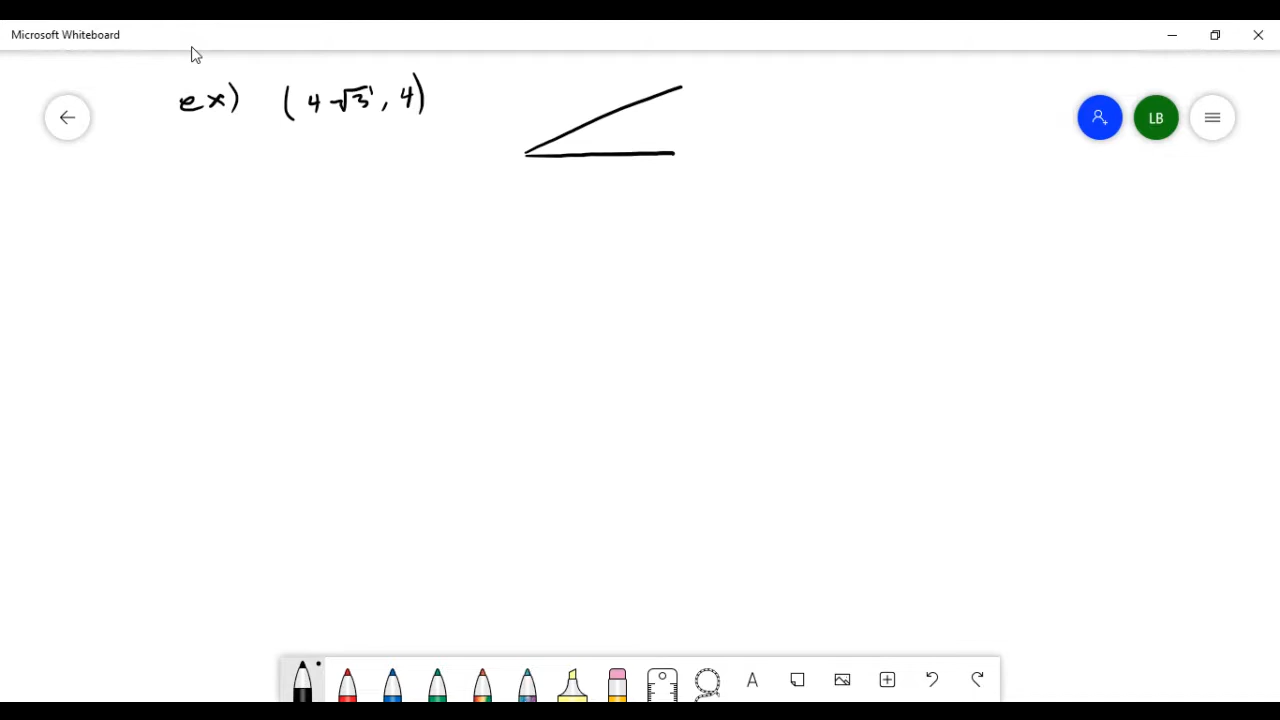 Microsoft Whiteboard
ex) (4√3, 4)
LB
A